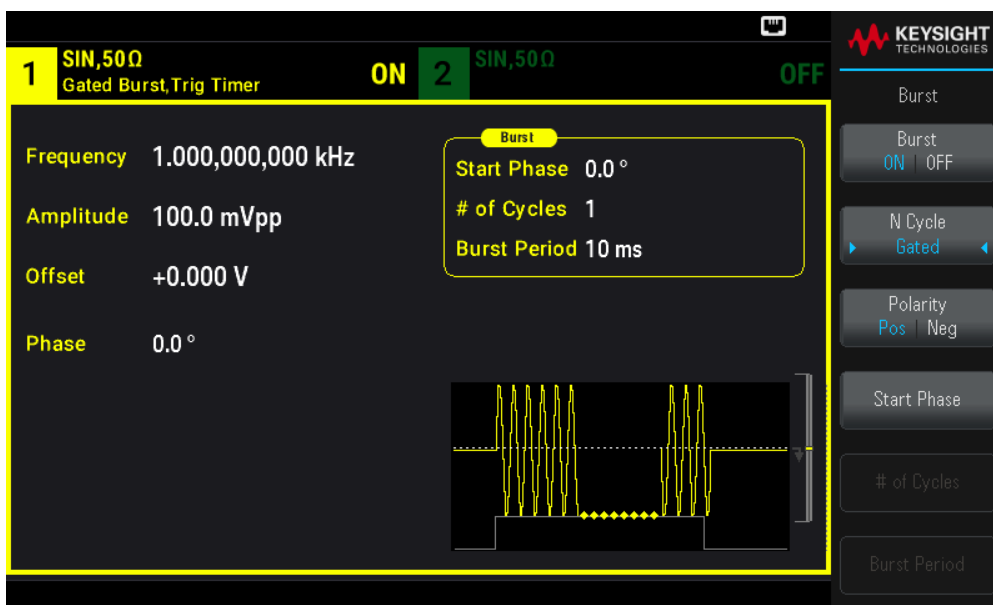 KEYSIGHT
TECHNOLOGIES
1
SIN,50Ω
Gated Burst,Trig Timer
ON
2
SIN,50Ω
OFF
Frequency 1.000,000,000 kHz
Amplitude 100.0 mVpp
Offset +0.000 V
Phase 0.0 °
Burst
Start Phase 0.0 °
# of Cycles 1
Burst Period 10 ms
Burst
Burst
ON | OFF
N Cycle
Gated
Polarity
Pos | Neg
Start Phase
# of Cycles
Burst Period